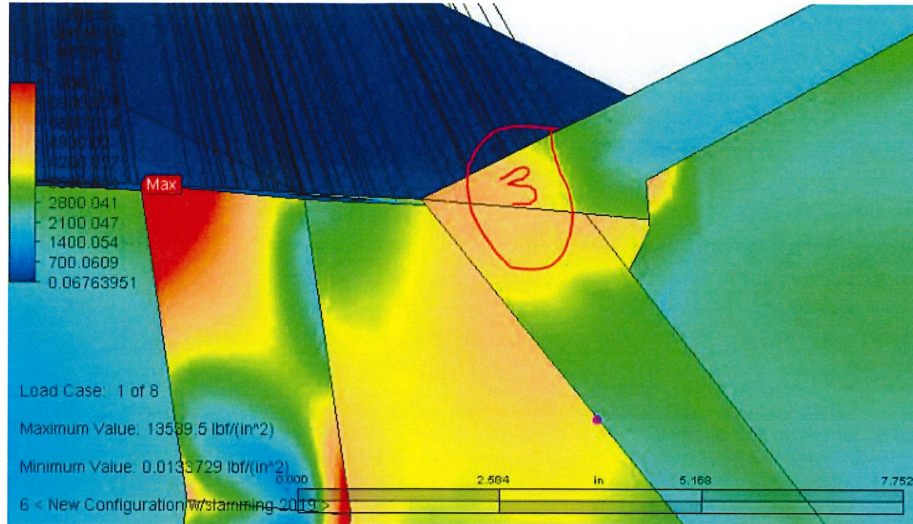 Max
2800.041
2100.047
1400.054
700.0609
0.06763951
3
Load Case: 1 of 8
Maximum Value: 13589.5 lbf/(in^2)
Minimum Value: 0.0133729 lbf/(in^2)
0.000 2.584 in 5.168 7.752
6 < New Configuration w/slamming 2019 >